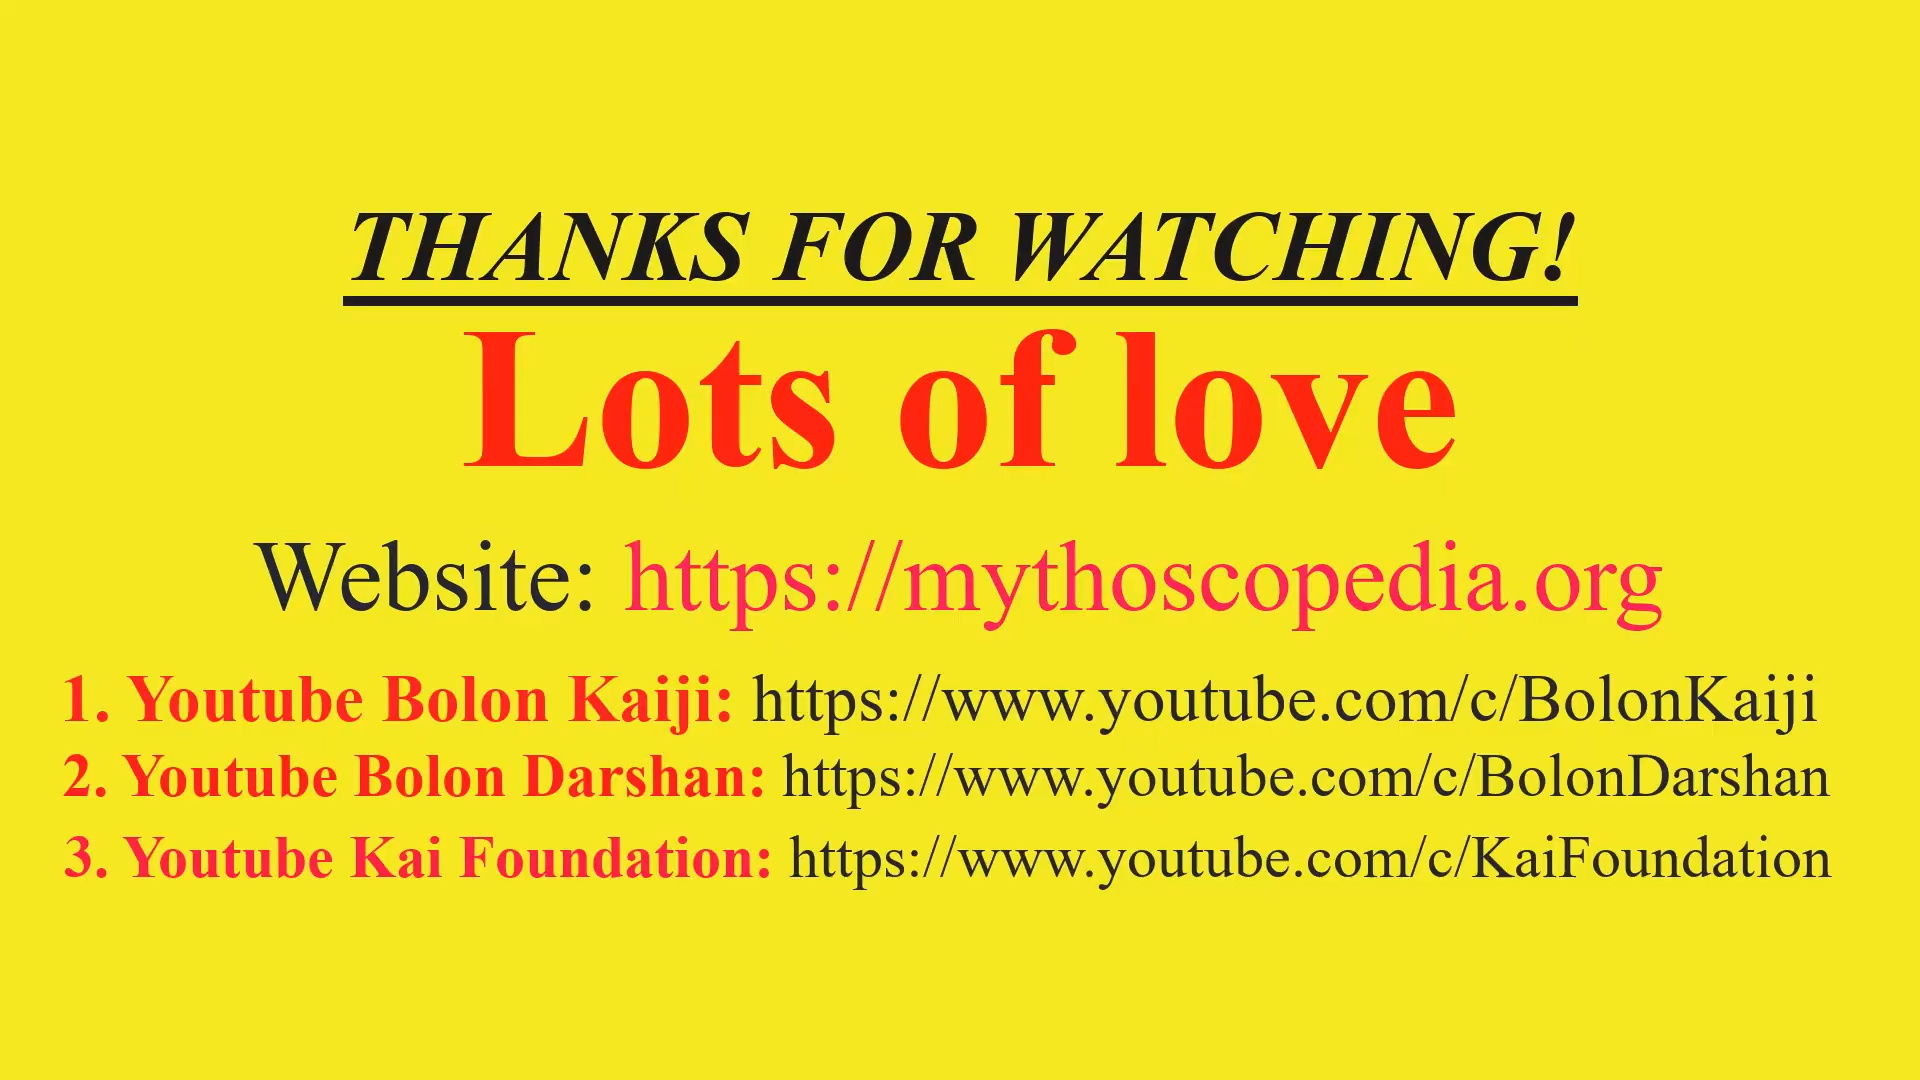 THANKS FOR WATCHING!
Lots of love
Website: https://mythoscopedia.org
1. Youtube Bolon Kaiji: https://www.youtube.com/c/BolonKaiji
2. Youtube Bolon Darshan: https://www.youtube.com/c/BolonDarshan
3. Youtube Kai Foundation: https://www.youtube.com/c/KaiFoundation